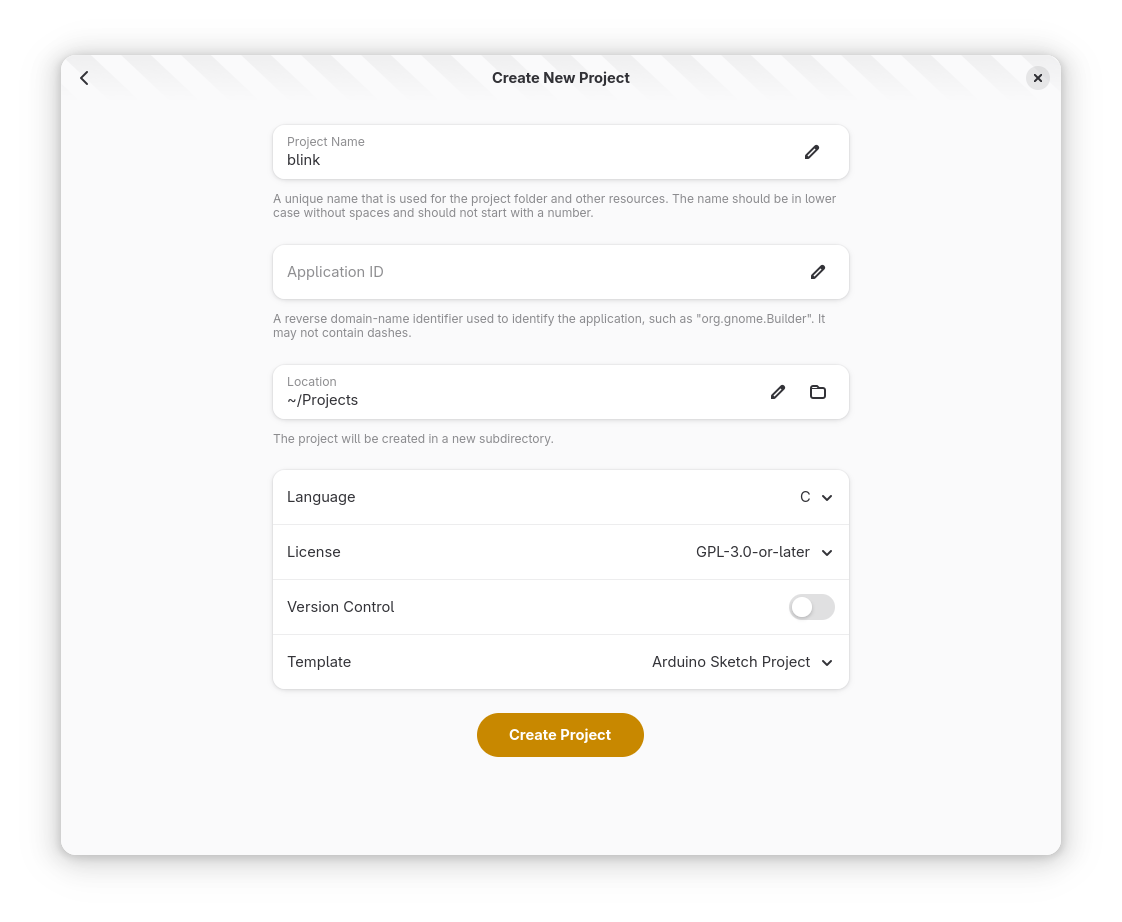 Create New Project
Project Name
blink
A unique name that is used for the project folder and other resources. The name should be in lower
case without spaces and should not start with a number.
Application ID
A reverse domain-name identifier used to identify the application, such as "org.gnome.Builder". It
may not contain dashes.
Location
~/Projects
The project will be created in a new subdirectory.
Language C
License GPL-3.0-or-later
Version Control
Template Arduino Sketch Project
Create Project